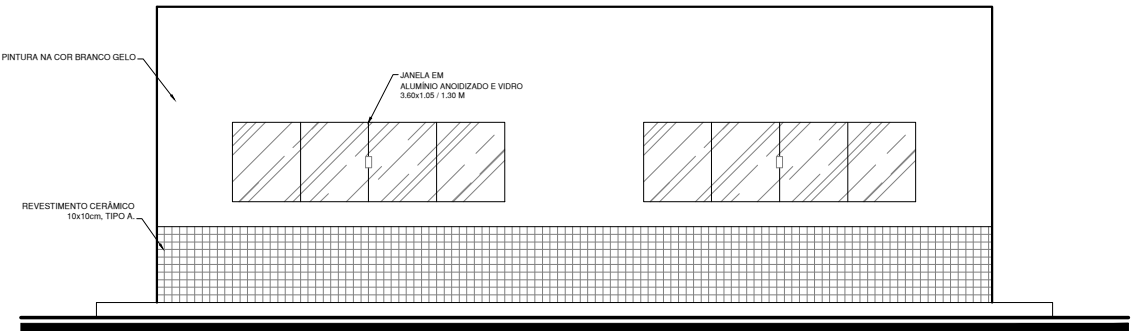 PINTURA NA COR BRANCO GELO
JANELA EM
ALUMÍNIO ANOIDIZADO E VIDRO
3.60x1.05 / 1.30 M
REVESTIMENTO CERÂMICO
10x10cm, TIPO A.